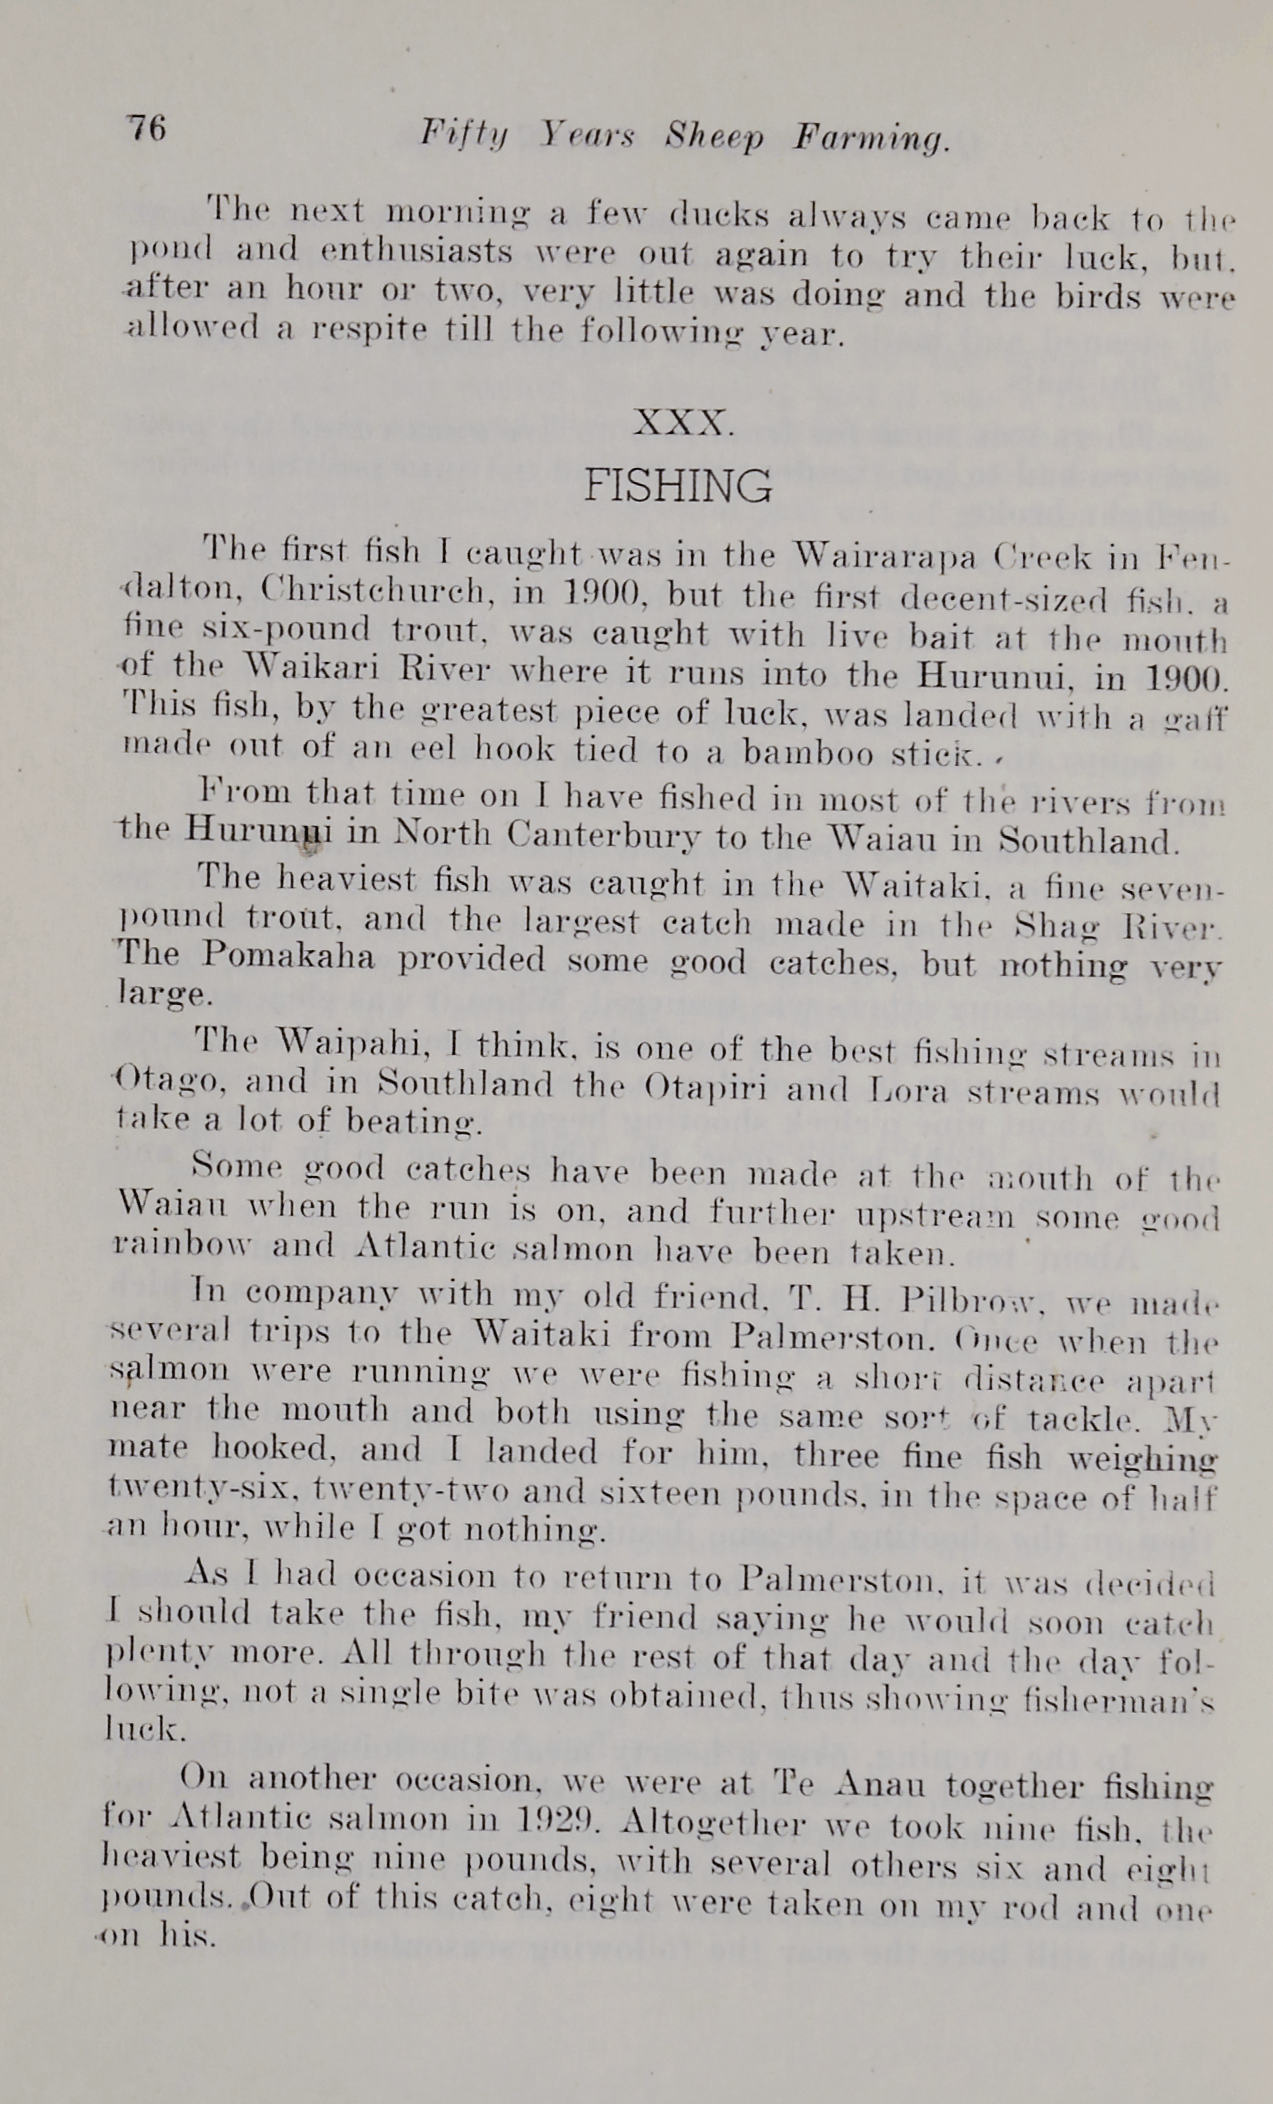 76
Fifty Years Sheep Farming.
The next morning a few ducks always came back to the
pond and enthusiasts were out again to try their luck, but,
after an hour or two, very little was doing and the birds were
allowed a respite till the following year.
XXX.
FISHING
The first fish I caught was in the Wairarapa Creek in Fen-
dalton, Christchurch, in 1900, but the first decent-sized fish, a
fine six-pound trout, was caught with live bait at the mouth
of the Waikari River where it runs into the Hurunui, in 1900.
This fish, by the greatest piece of luck, was landed with a gaff
made out of an eel hook tied to a bamboo stick.
From that time on I have fished in most of the rivers from
the Hurunui in North Canterbury to the Waiau in Southland.
The heaviest fish was caught in the Waitaki, a fine seven-
pound trout, and the largest catch made in the Shag River.
The Pomakaha provided some good catches, but nothing very
large.
The Waipahi, I think, is one of the best fishing streams in
Otago, and in Southland the Otapiri and Lora streams would
take a lot of beating.
Some good catches have been made at the mouth of the
Waiau when the run is on, and further upstream some good
rainbow and Atlantic salmon have been taken.
In company with my old friend, T. H. Pilbrow, we made
several trips to the Waitaki from Palmerston. Once when the
salmon were running we were fishing a short distance apart
near the mouth and both using the same sort of tackle. My
mate hooked, and I landed for him, three fine fish weighing
twenty-six, twenty-two and sixteen pounds, in the space of half
an hour, while I got nothing.
As I had occasion to return to Palmerston, it was decided
I should take the fish, my friend saying he would soon catch
plenty more. All through the rest of that day and the day fol-
lowing, not a single bite was obtained, thus showing fisherman's
luck.
On another occasion, we were at Te Anau together fishing
for Atlantic salmon in 1929. Altogether we took nine fish, the
heaviest being nine pounds, with several others six and eight
pounds. Out of this catch, eight were taken on my rod and one
on his.